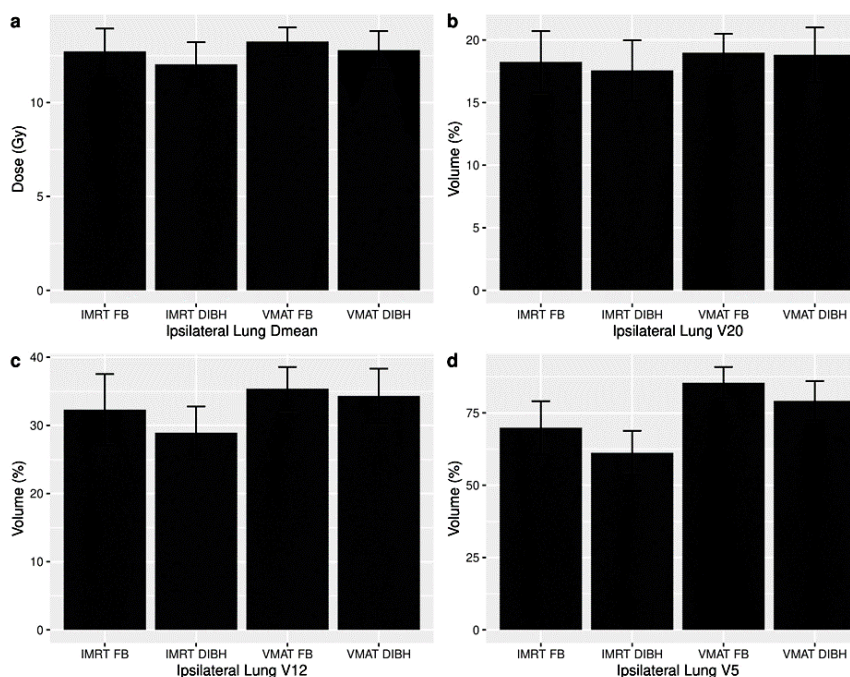 a
Dose (Gy)
10
5
0
IMRT FB IMRT DIBH VMAT FB VMAT DIBH
Ipsilateral Lung Dmean
b
Volume (%)
20
15
10
5
0
IMRT FB IMRT DIBH VMAT FB VMAT DIBH
Ipsilateral Lung V20
c
Volume (%)
40
30
20
10
0
IMRT FB IMRT DIBH VMAT FB VMAT DIBH
Ipsilateral Lung V12
d
Volume (%)
75
50
25
0
IMRT FB IMRT DIBH VMAT FB VMAT DIBH
Ipsilateral Lung V5